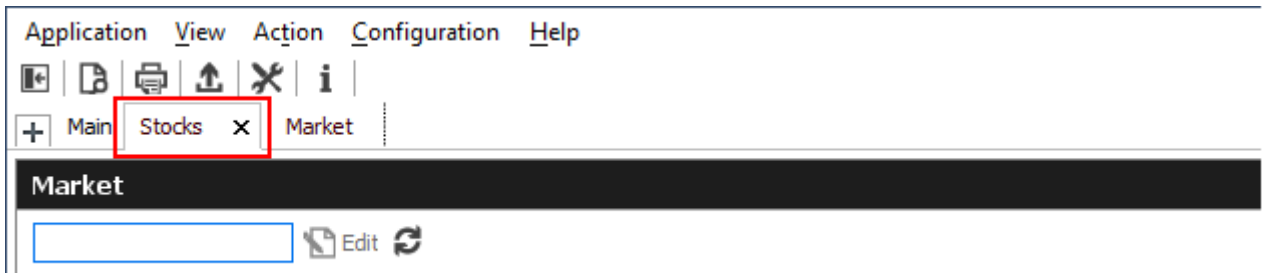 Application View Action Configuration Help
Main Stocks Market
Market
Edit